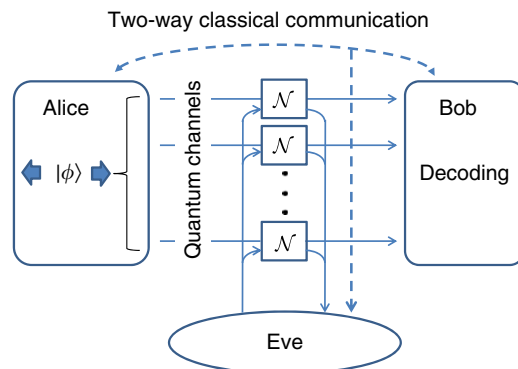 Two-way classical communication
Alice
Bob
|ϕ⟩
Quantum channels
𝒩
𝒩
𝒩
Decoding
Eve